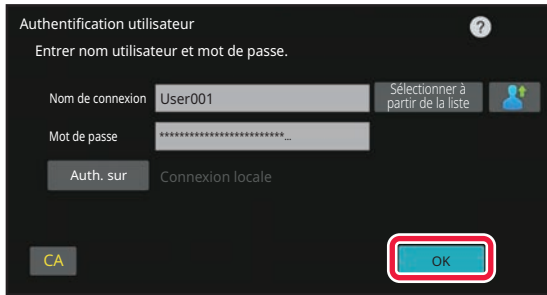 Authentification utilisateur
?
Entrer nom utilisateur et mot de passe.
Nom de connexion User001 Sélectionner à
partir de la liste
Mot de passe *************************...
Auth. sur Connexion locale
CA OK